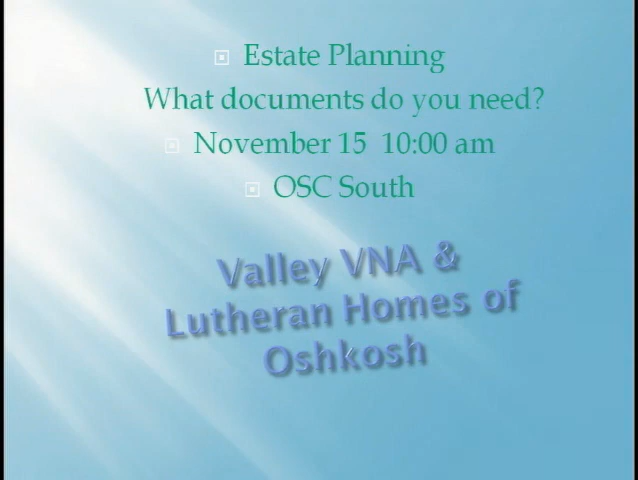 Estate Planning
What documents do you need?
November 15 10:00 am
OSC South
Valley VNA &
Lutheran Homes of
Oshkosh